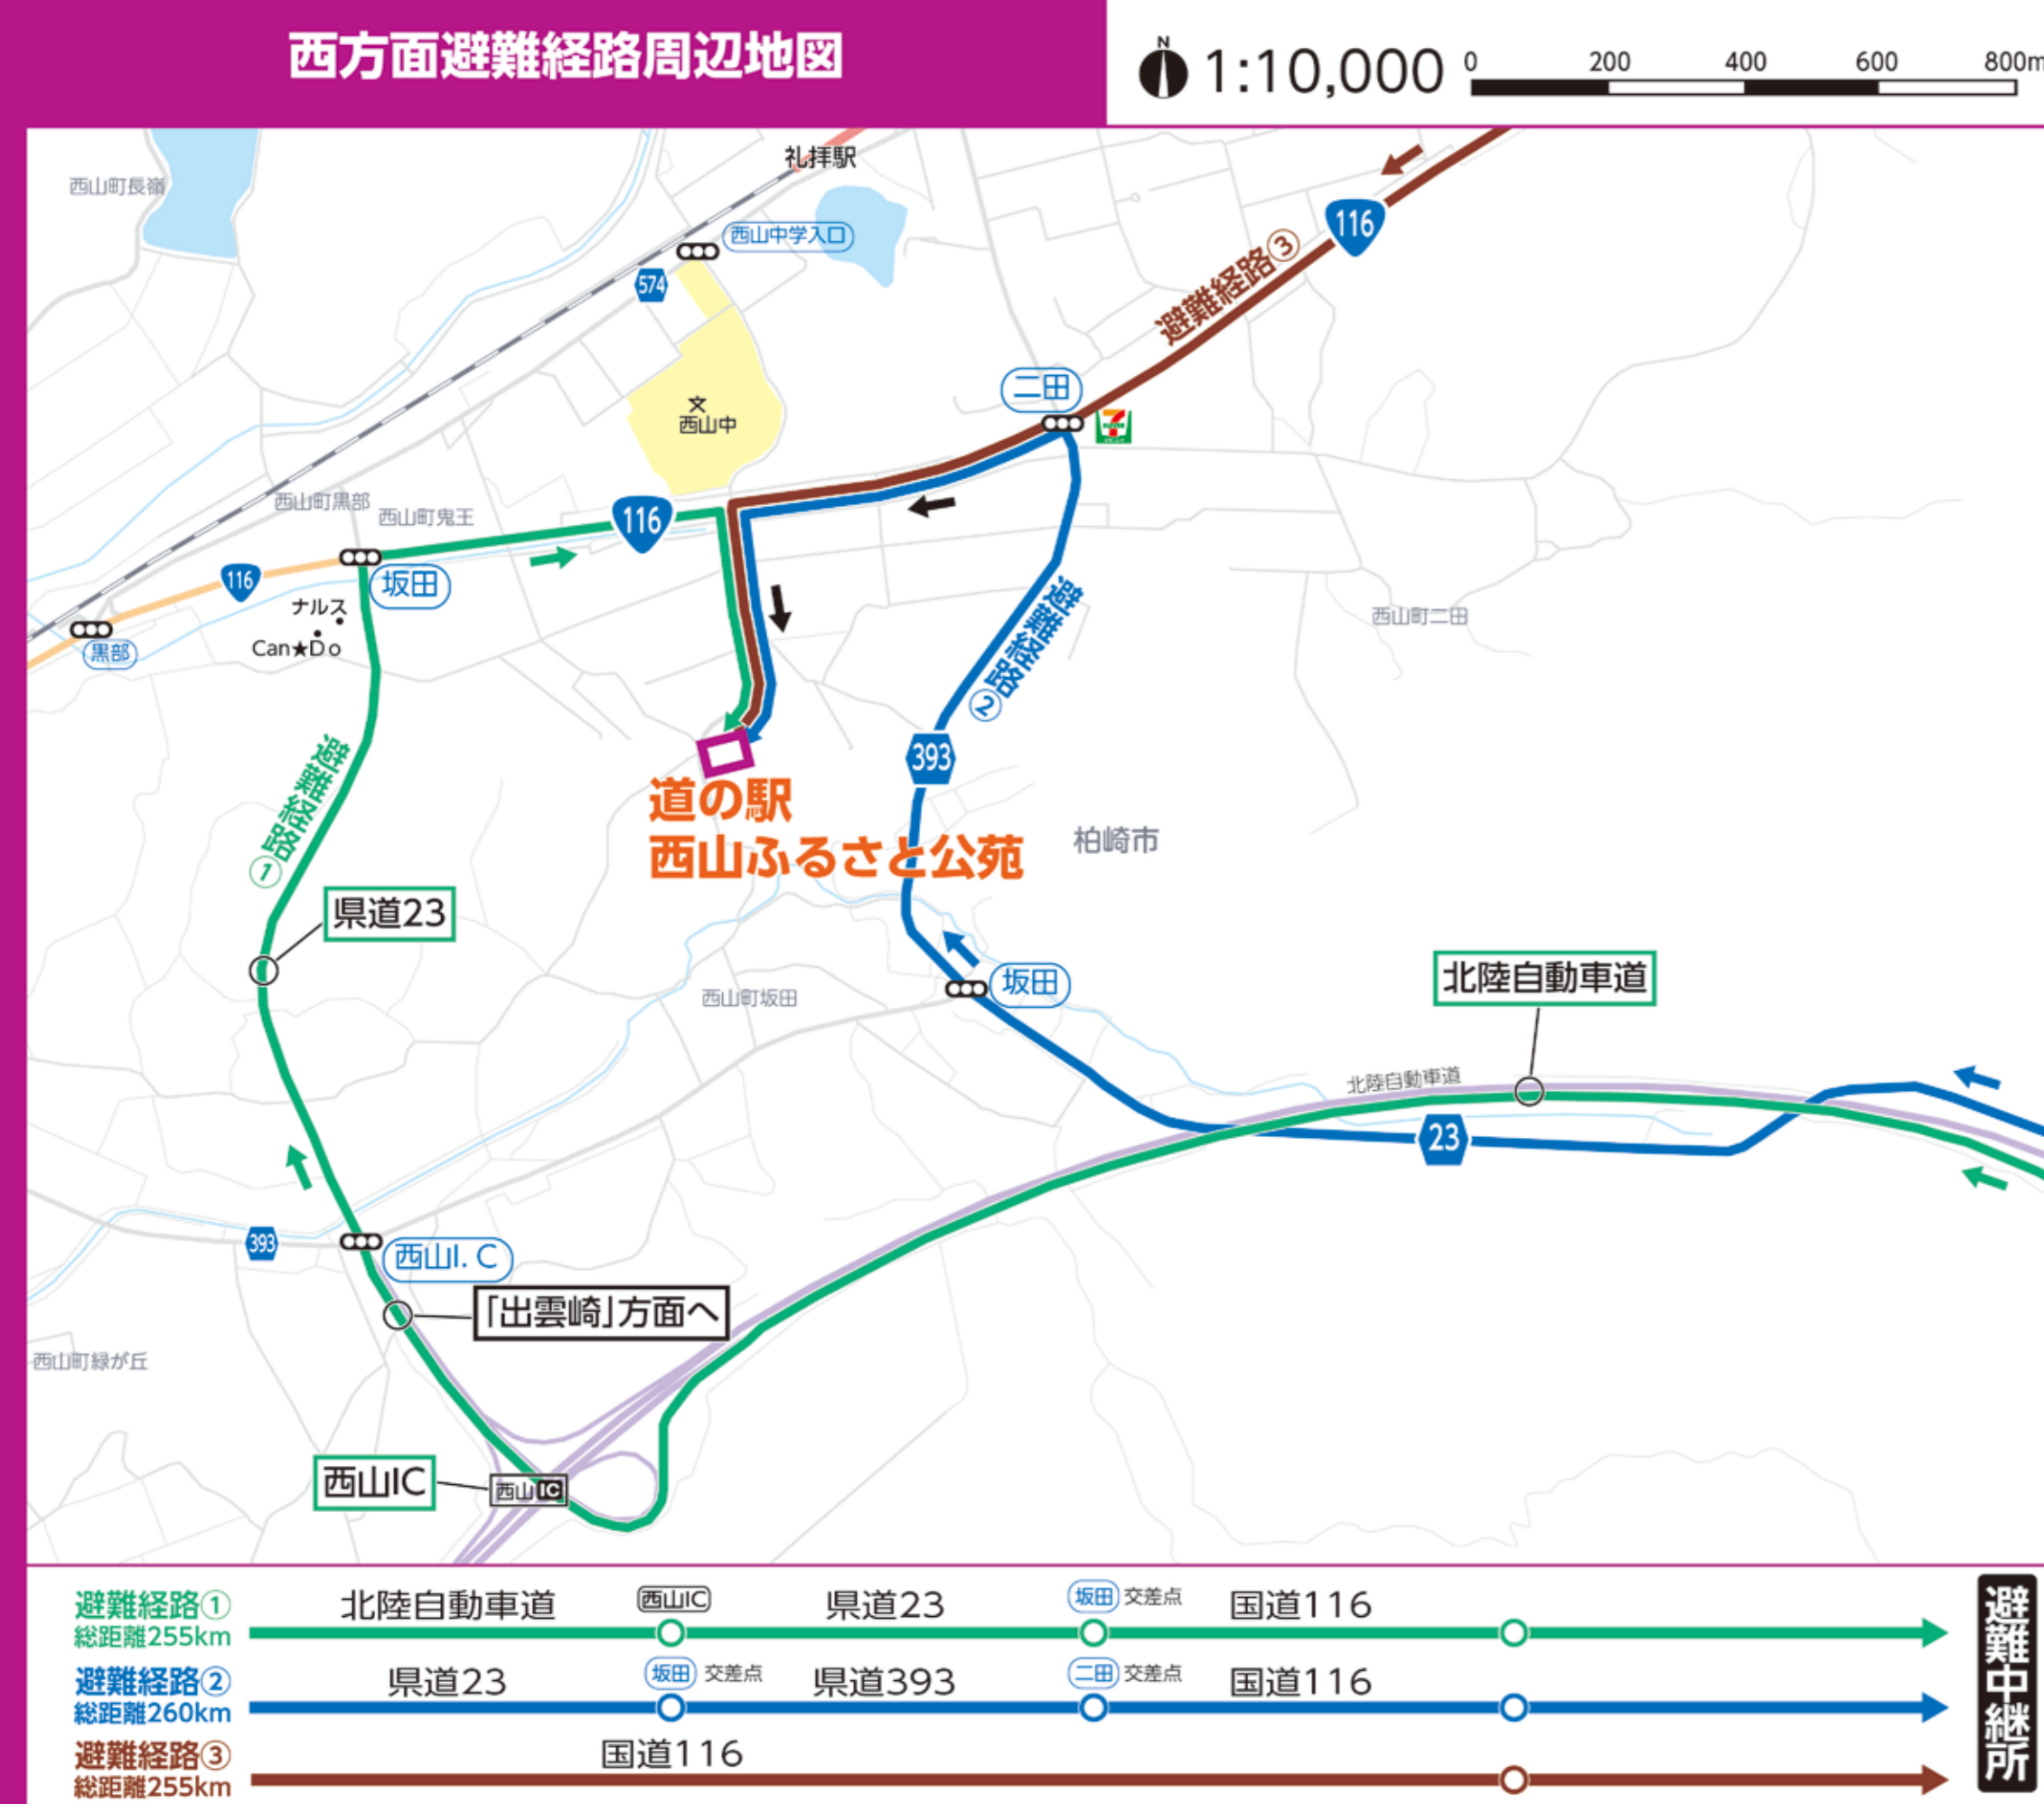 西方面避難経路周辺地図
N
1:10,000
0 200 400 600 800m
西山町長嶺
礼拝駅
西山中学入口
574
116
避難経路③
二田
文
西山中
西山町黒部
西山町鬼王
116
116
坂田
ナルス
Can★Do
黒部
避難経路②
西山町二田
避難経路①
393
道の駅
西山ふるさと公苑
柏崎市
県道23
坂田
西山町坂田
北陸自動車道
北陸自動車道
23
393
西山I.C
「出雲崎」方面へ
西山町緑が丘
西山IC
西山IC
避難経路①
総距離255km
北陸自動車道 西山IC 県道23 坂田 交差点 国道116
避難経路②
総距離260km
県道23 坂田 交差点 県道393 二田 交差点 国道116
避難経路③
総距離255km
国道116
避難中継所